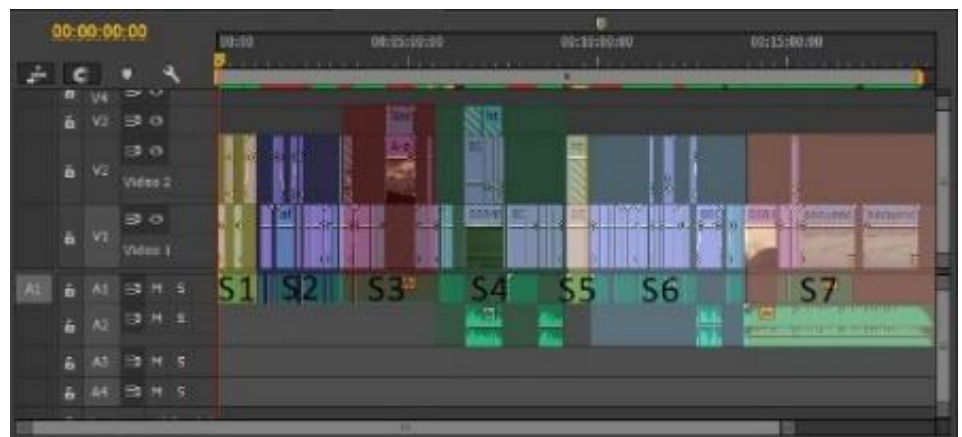 00:00:00:00
00:00 00:05:00:00 00:10:00:00 00:15:00:00
V4
V3
V2
Video 2
V1
Video 1
A1 A1 M S
S1 S2 S3 S4 S5 S6 S7
A2 M S
A3 M S
A4 M S